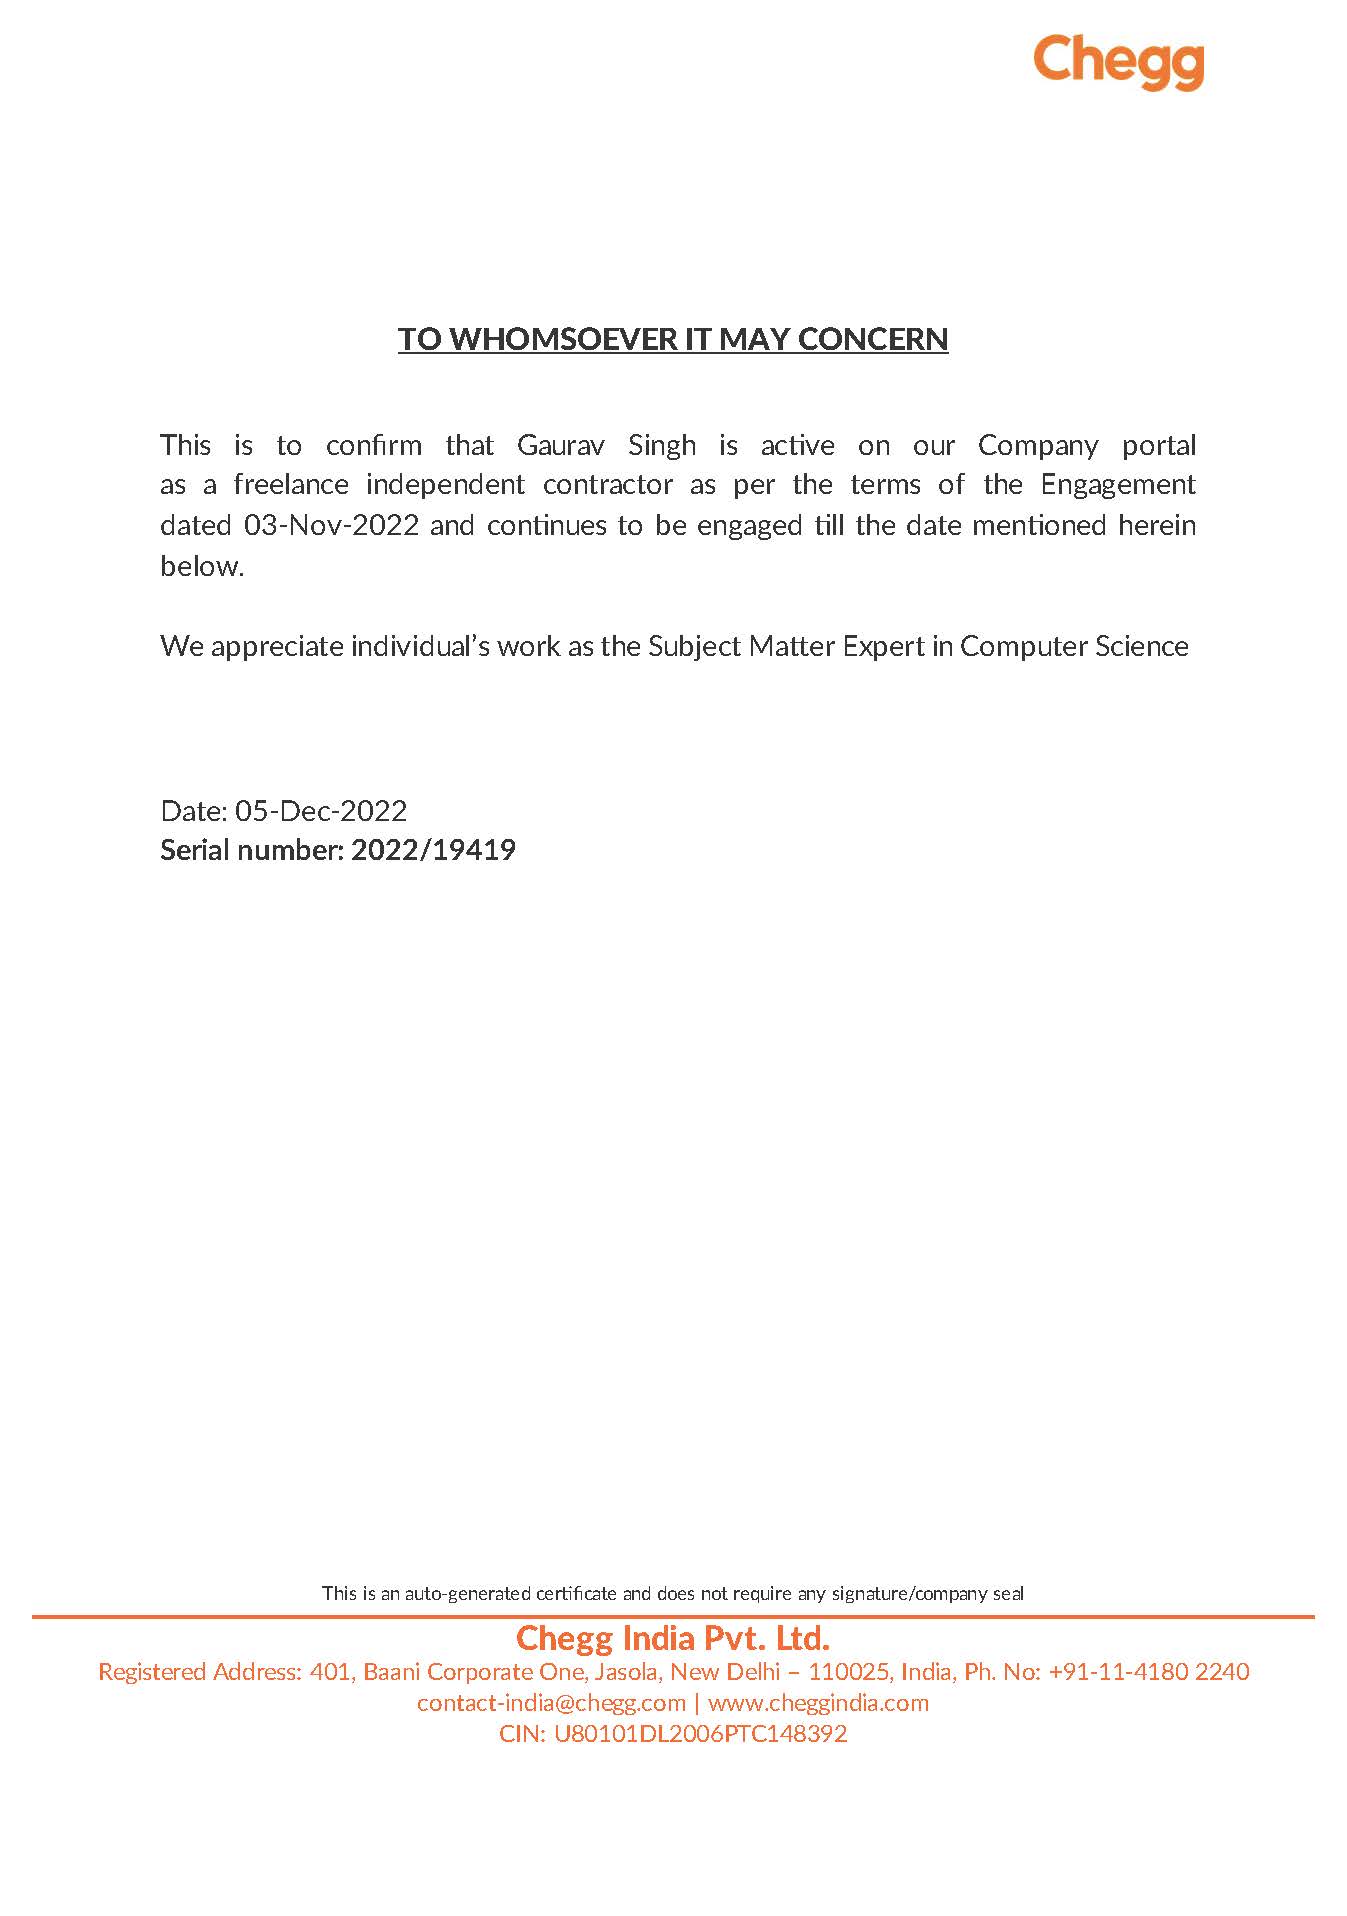 Chegg
TO WHOMSOEVER IT MAY CONCERN
This is to confirm that Gaurav Singh is active on our Company portal
as a freelance independent contractor as per the terms of the Engagement
dated 03-Nov-2022 and continues to be engaged till the date mentioned herein
below.
We appreciate individual’s work as the Subject Matter Expert in Computer Science
Date: 05-Dec-2022
Serial number: 2022/19419
This is an auto-generated certificate and does not require any signature/company seal
Chegg India Pvt. Ltd.
Registered Address: 401, Baani Corporate One, Jasola, New Delhi – 110025, India, Ph. No: +91-11-4180 2240
contact-india@chegg.com | www.cheggindia.com
CIN: U80101DL2006PTC148392